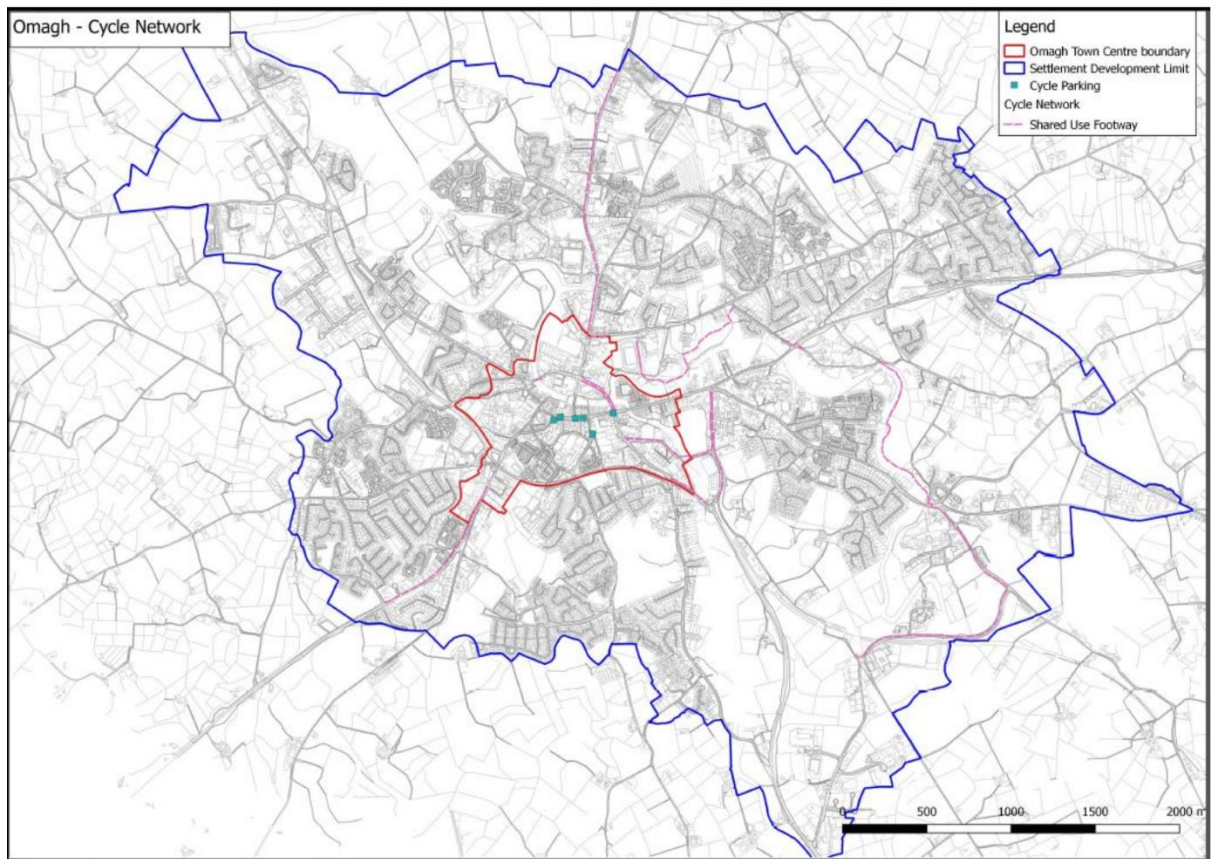 Omagh - Cycle Network
Legend
Omagh Town Centre boundary
Settlement Development Limit
Cycle Parking
Cycle Network
Shared Use Footway
0 500 1000 1500 2000 m